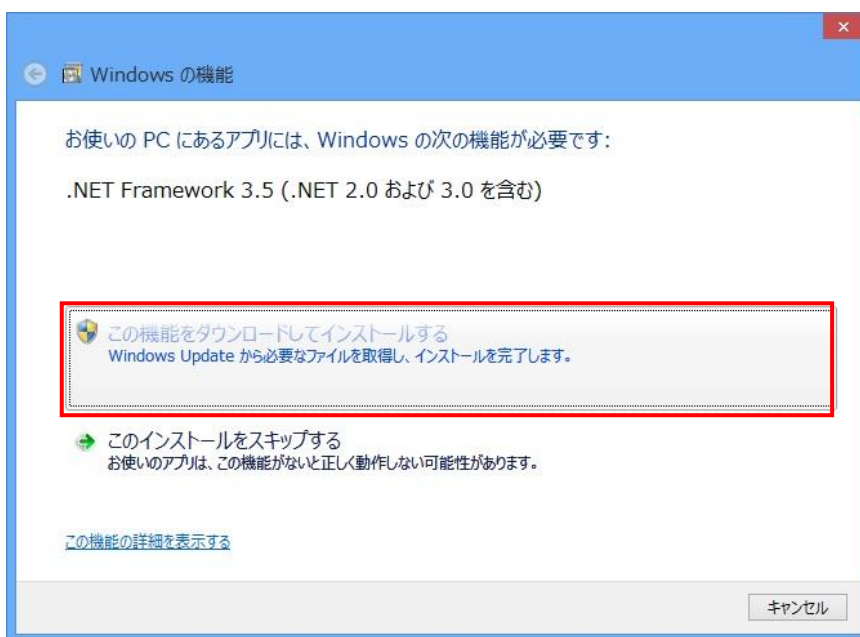 Windows の機能
お使いの PC にあるアプリには、Windows の次の機能が必要です:
.NET Framework 3.5 (.NET 2.0 および 3.0 を含む)
この機能をダウンロードしてインストールする
Windows Update から必要なファイルを取得し、インストールを完了します。
このインストールをスキップする
お使いのアプリは、この機能がないと正しく動作しない可能性があります。
この機能の詳細を表示する
キャンセル